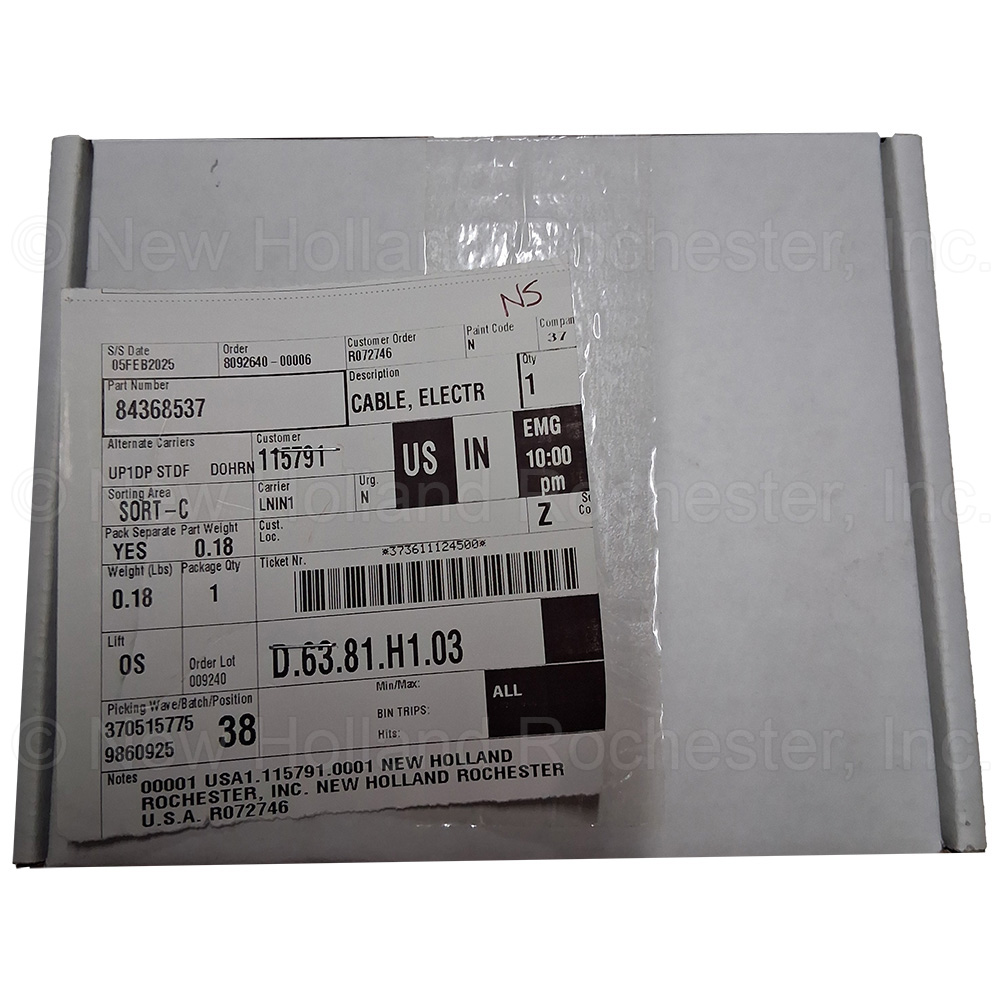 © New Holland Rochester, Inc.
NS
S/S Date
05FEB2025
Order
8092640-00006
Customer Order
R072746
Paint Code
N
37
Part Number
84368537
Description
CABLE, ELECTR
Qty
1
Alternate Carriers
UP1DP STDF DOHRN
Customer
115791
US IN
EMG
10:00
pm
Sorting Area
SORT-C
Carrier
LNIN1
Urg.
N
Z
Pack Separate
YES
Part Weight
0.18
Cust.
Loc.
Weight (Lbs)
0.18
Package Qty
1
Ticket Nr.
*373611124500*
© New Holland Rochester, Inc.
Lift
OS
Order Lot
009240
D.63.81.H1.03
Picking Wave/Batch/Position
370515775
9860925
38
Min/Max:
BIN TRIPS:
Hits:
ALL
© New Holland Rochester, Inc.
Notes
00001 USA1.115791.0001 NEW HOLLAND
ROCHESTER, INC. NEW HOLLAND ROCHESTER
U.S.A. R072746